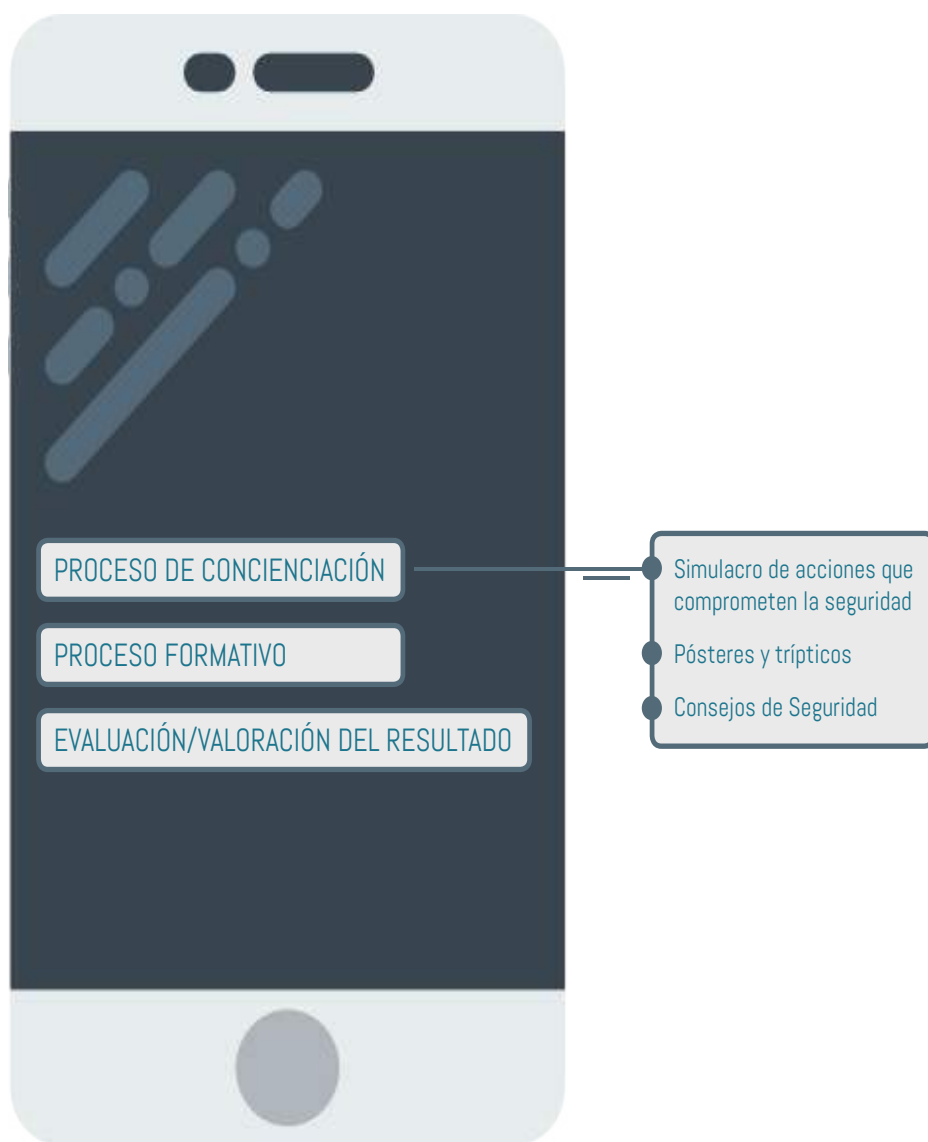 PROCESO DE CONCIENCIACIÓN
PROCESO FORMATIVO
EVALUACIÓN/VALORACIÓN DEL RESULTADO
Simulacro de acciones que
comprometen la seguridad
Pósteres y trípticos
Consejos de Seguridad